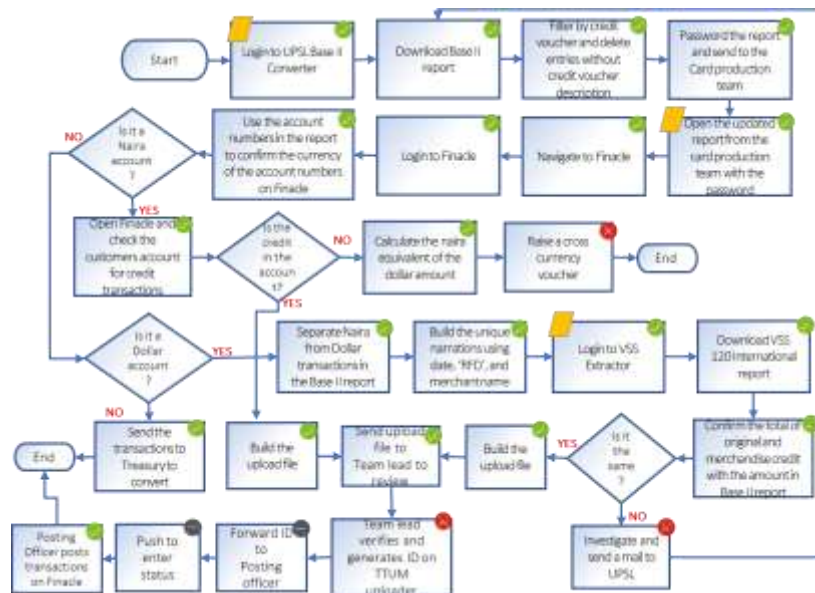 Start
Login to UPSL Base II
Converter
Download Base II
report
Filter by credit
voucher and delete
entries without
credit voucher
description
Password the report
and send to the
Card production
team
Is it a
Naira
account
?
NO
YES
Use the account
numbers in the report
to confirm the currency
of the account numbers
on Finacle
Login to Finacle
Navigate to Finacle
Open the updated
report from the
card production
team with the
password
Open Finacle and
check the
customers account
for credit
transactions
Is the
credit
in the
accoun
t?
NO
YES
Calculate the naira
equivalent of the
dollar amount
Raise a cross
currency
voucher
End
Is it a
Dollar
account
?
YES
NO
Separate Naira
from Dollar
transactions in
the Base II report
Build the unique
narrations using
date, "RFD", and
merchant name
Login to VSS
Extractor
Download VSS
120 International
report
End
Send the
transactions to
Treasury to
convert
Build the
upload file
Send upload
file to
Team lead to
review
Build the
upload file
YES
Is it
the
same
?
NO
Confirm the total of
original and
merchandise credit
with the amount in
Base II report
Posting
Officer posts
transactions
on Finacle
Push to
enter
status
Forward ID
to
Posting
officer
Team lead
verifies and
generates ID on
TTUM
uploader
Investigate and
send a mail to
UPSL